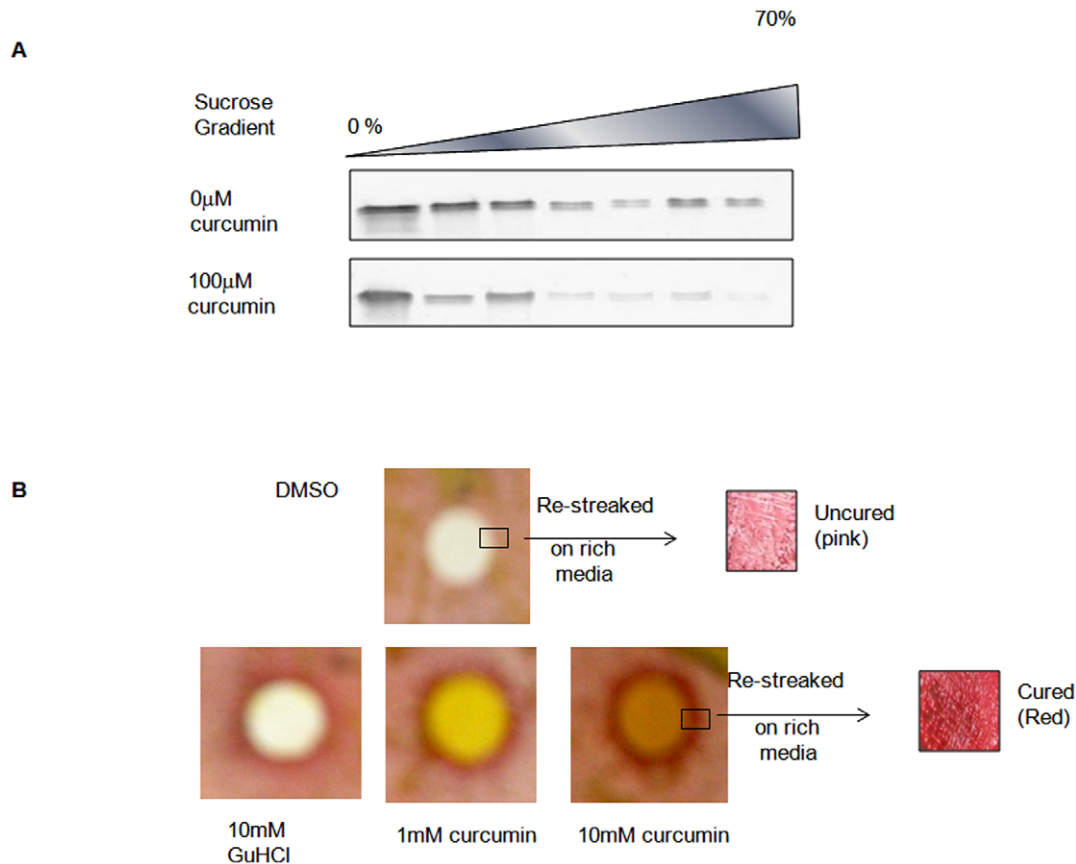 70%
A
Sucrose
Gradient
0 %
0μM
curcumin
100μM
curcumin
B
DMSO
Re-streaked
on rich
media
Uncured
(pink)
Re-streaked
on rich
media
Cured
(Red)
10mM
GuHCl
1mM curcumin
10mM curcumin